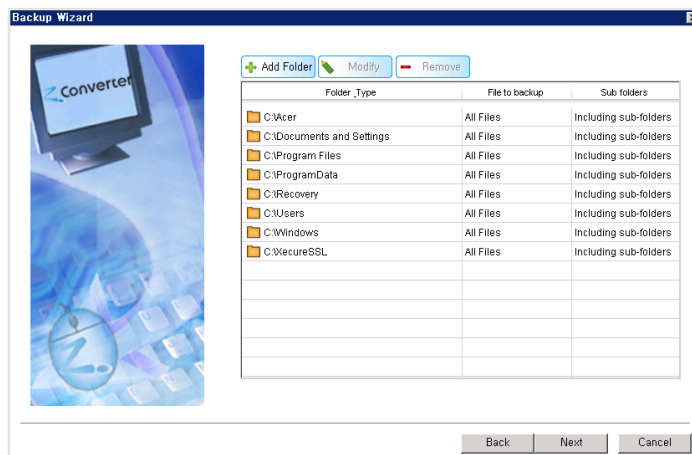 Backup Wizard
Z Converter
Add Folder Modify Remove
Folder_Type File to backup Sub folders
C:\Acer All Files Including sub-folders
C:\Documents and Settings All Files Including sub-folders
C:\Program Files All Files Including sub-folders
C:\ProgramData All Files Including sub-folders
C:\Recovery All Files Including sub-folders
C:\Users All Files Including sub-folders
C:\Windows All Files Including sub-folders
C:\XecureSSL All Files Including sub-folders
Z
Back Next Cancel